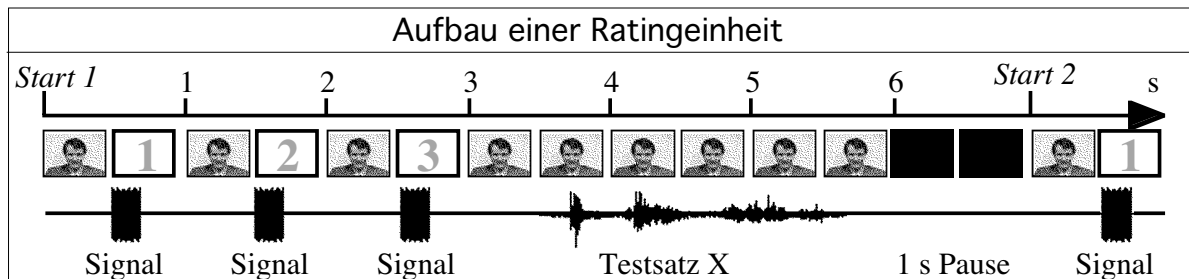 Aufbau einer Ratingeinheit
Start 1 1 2 3 4 5 6 Start 2 s
1 2 3 1
Signal Signal Signal Testsatz X 1 s Pause Signal